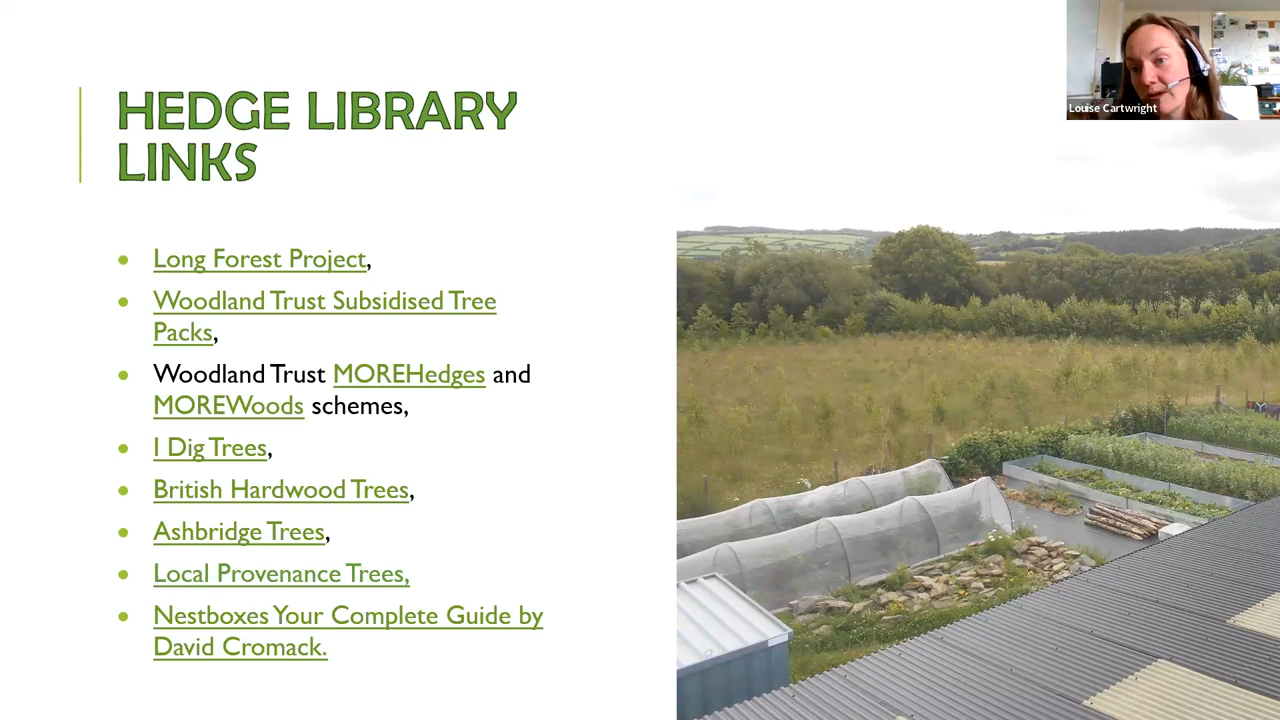 Louise Cartwright
HEDGE LIBRARY
LINKS
• Long Forest Project,
• Woodland Trust Subsidised Tree
Packs,
• Woodland Trust MOREHedges and
MOREWoods schemes,
• I Dig Trees,
• British Hardwood Trees,
• Ashbridge Trees,
• Local Provenance Trees,
• Nestboxes Your Complete Guide by
David Cromack.